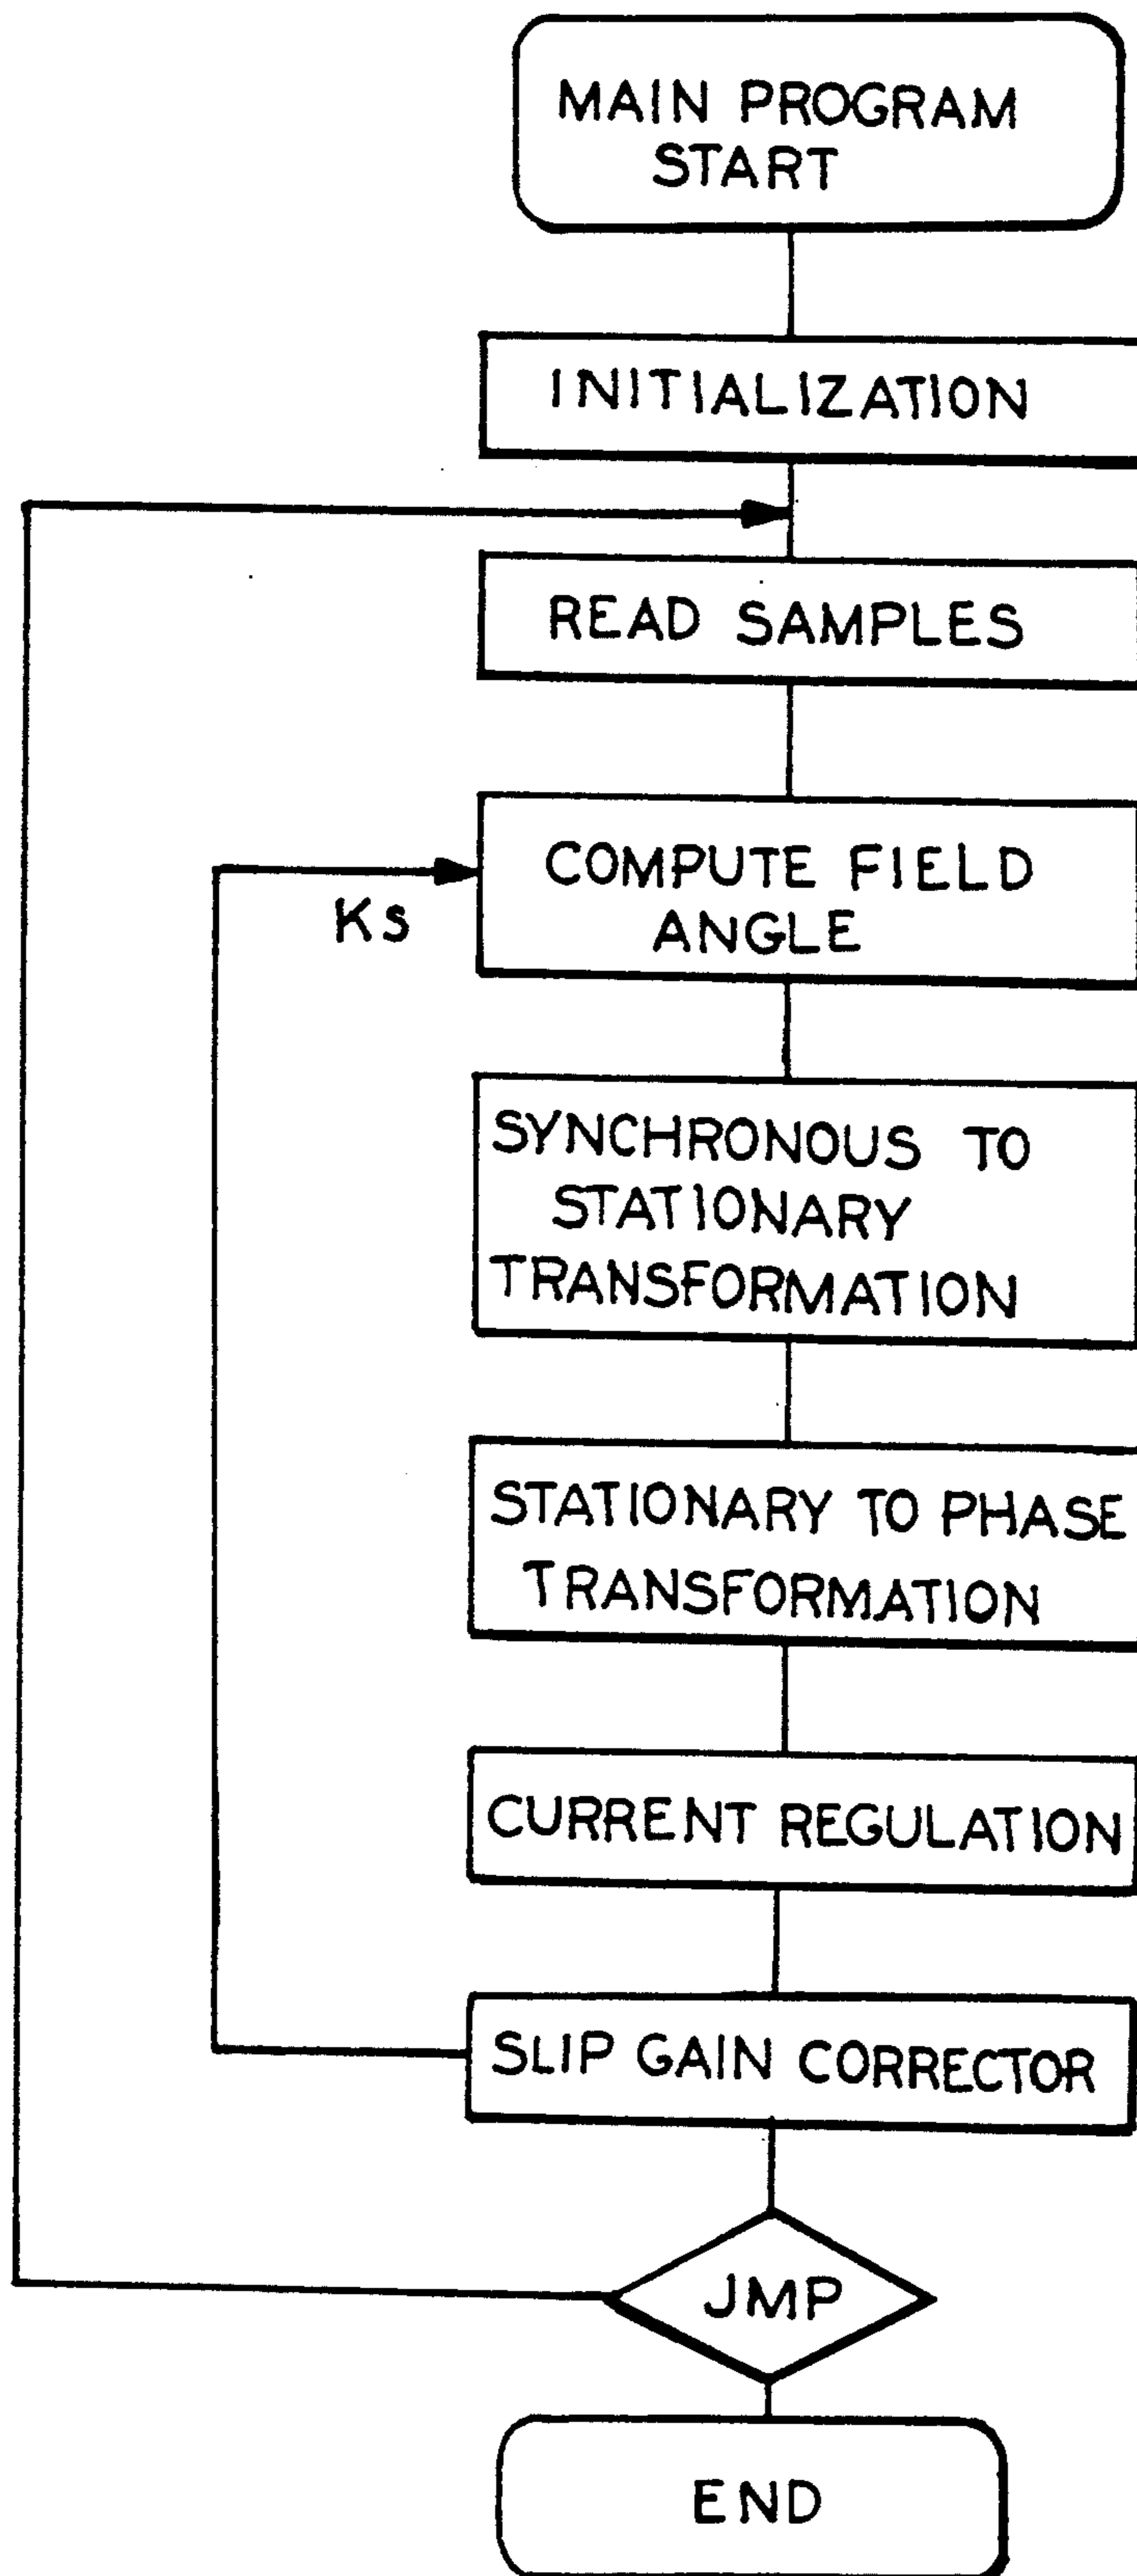 MAIN PROGRAM
START
INITIALIZATION
READ SAMPLES
COMPUTE FIELD
ANGLE
Ks
SYNCHRONOUS TO
STATIONARY
TRANSFORMATION
STATIONARY TO PHASE
TRANSFORMATION
CURRENT REGULATION
SLIP GAIN CORRECTOR
JMP
END